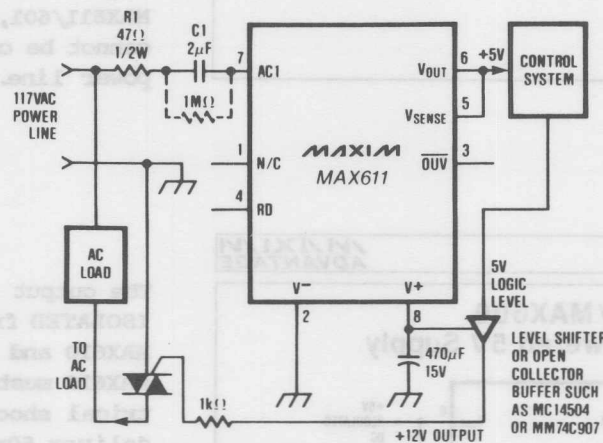 R1
47Ω
1/2W
C1
2μF
1MΩ
117VAC
POWER
LINE
7
AC1
1
N/C
4
RD
MAXIM
MAX611
VOUT
6
+5V
VSENSE
5
OUV
3
CONTROL
SYSTEM
V−
2
V+
8
470μF
15V
AC
LOAD
TO
AC
LOAD
1kΩ
5V
LOGIC
LEVEL
LEVEL SHIFTER
OR OPEN
COLLECTOR
BUFFER SUCH
AS MC14504
OR MM74C907
+12V OUTPUT